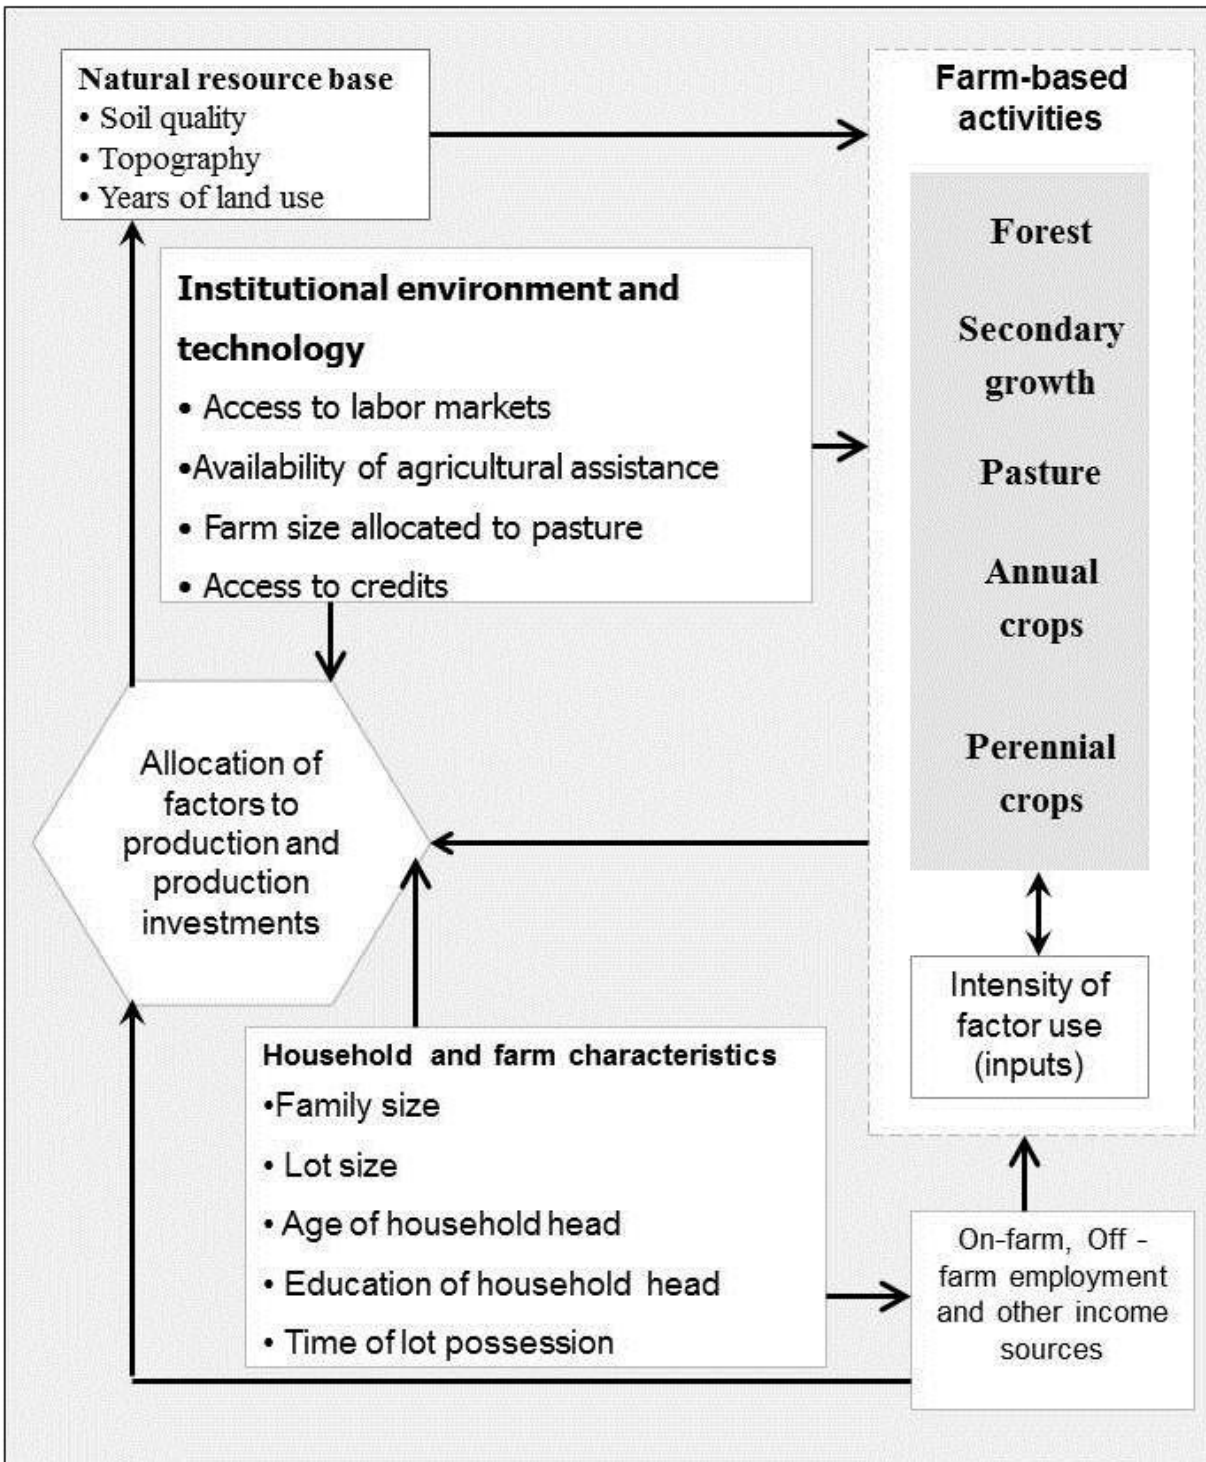 Natural resource base
• Soil quality
• Topography
• Years of land use
Farm-based
activities
Forest
Secondary
growth
Pasture
Annual
crops
Perennial
crops
Institutional environment and
technology
• Access to labor markets
•Availability of agricultural assistance
• Farm size allocated to pasture
• Access to credits
Allocation of
factors to
production and
production
investments
Intensity of
factor use
(inputs)
Household and farm characteristics
•Family size
• Lot size
• Age of household head
• Education of household head
• Time of lot possession
On-farm, Off -
farm employment
and other income
sources